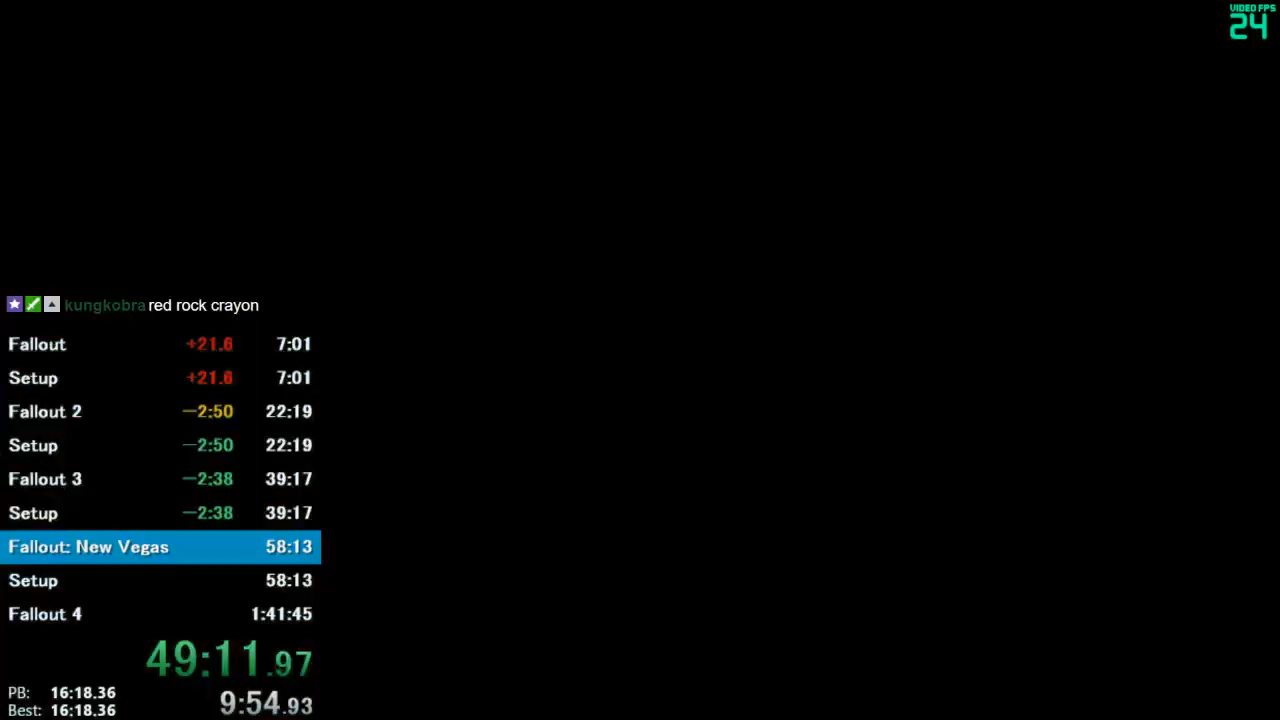 VIDEO FPS
24
kungkobra red rock crayon
Fallout +21.6 7:01
Setup +21.6 7:01
Fallout 2 −2:50 22:19
Setup −2:50 22:19
Fallout 3 −2:38 39:17
Setup −2:38 39:17
Fallout: New Vegas 58:13
Setup 58:13
Fallout 4 1:41:45
49:11.97
PB: 16:18.36
9:54.93
Best: 16:18.36